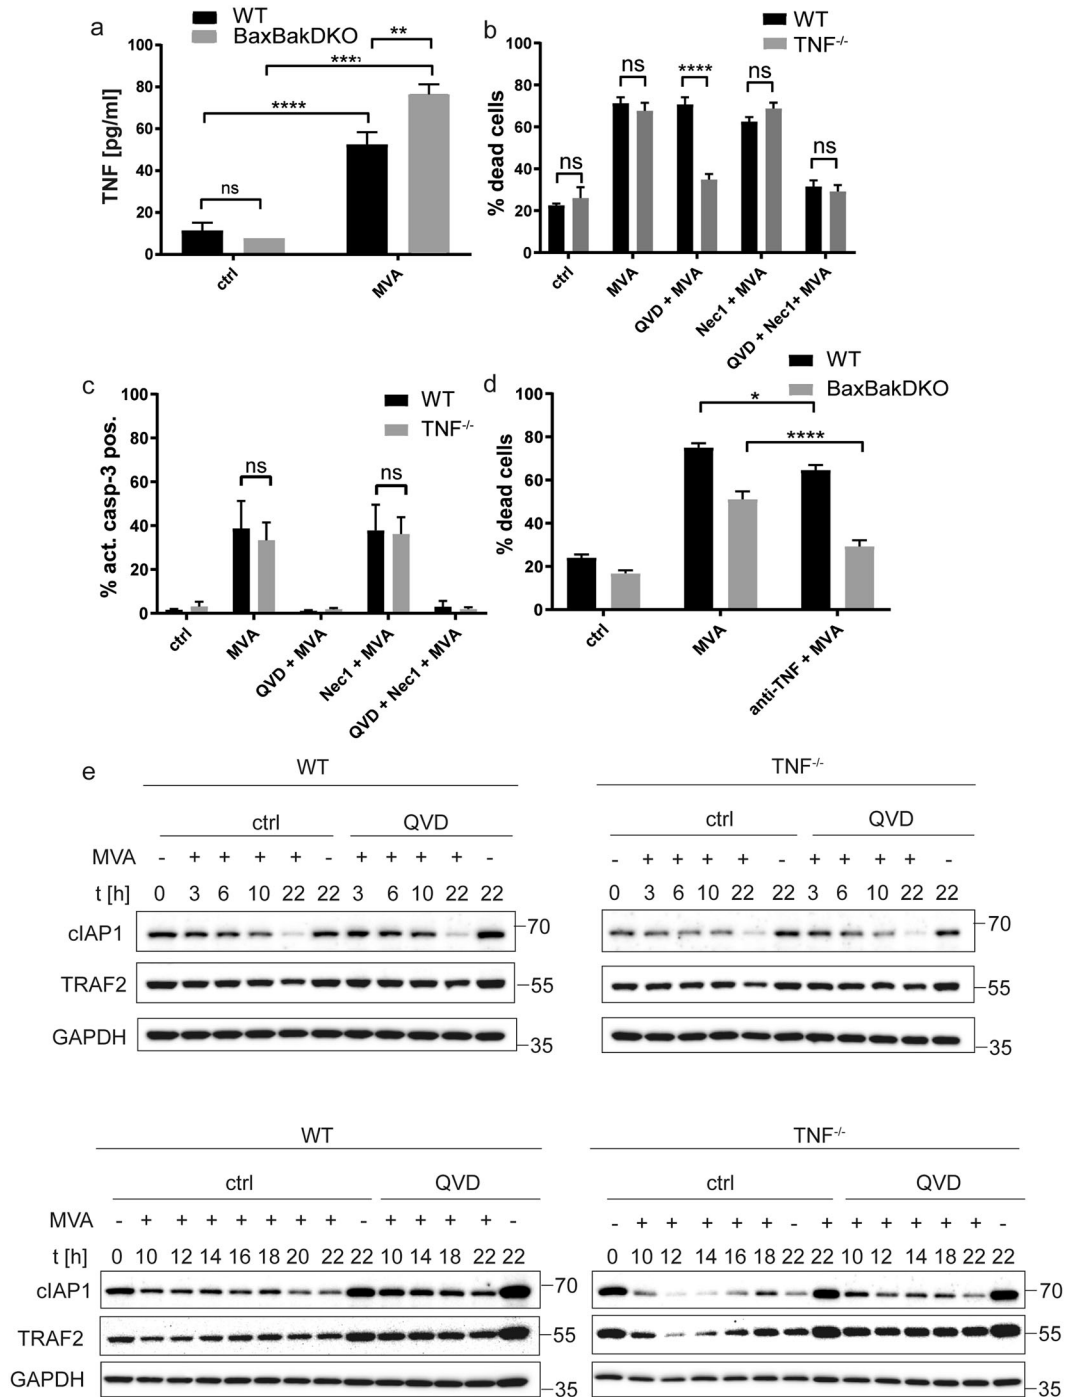 a
WT
BaxBakDKO
TNF [pg/ml]
100
80
60
40
20
0
ns
****
**
ctrl
MVA
b
WT
TNF-/-
% dead cells
100
80
60
40
20
0
ns
ns
****
ns
ns
ctrl
MVA
QVD + MVA
Nec1 + MVA
QVD + Nec1+ MVA
c
WT
TNF-/-
% act. casp-3 pos.
100
80
60
40
20
0
ns
ns
ctrl
MVA
QVD + MVA
Nec1 + MVA
QVD + Nec1 + MVA
d
WT
BaxBakDKO
% dead cells
100
80
60
40
20
0
*
****
ctrl
MVA
anti-TNF + MVA
e
WT
ctrl QVD
MVA - + + + + - + + + + -
t [h] 0 3 6 10 22 22 3 6 10 22 22
cIAP1 70
TRAF2 55
GAPDH 35
TNF-/-
ctrl QVD
- + + + + - + + + + -
0 3 6 10 22 22 3 6 10 22 22
70
55
35
WT
ctrl QVD
MVA - + + + + + + + - + + + + -
t [h] 0 10 12 14 16 18 20 22 22 10 14 18 22 22
cIAP1 70
TRAF2 55
GAPDH 35
TNF-/-
ctrl QVD
- + + + + + - + + + + + + -
0 10 12 14 16 18 22 22 10 12 14 18 22 22
70
55
35